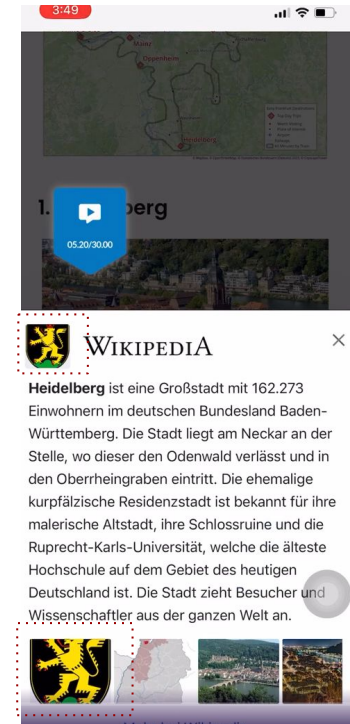 3:49
Mainz
Oppenheim
Heidelberg
1.
berg
05.20/30.00
WIKIPEDIA
Heidelberg ist eine Großstadt mit 162.273
Einwohnern im deutschen Bundesland Baden-
Württemberg. Die Stadt liegt am Neckar an der
Stelle, wo dieser den Odenwald verlässt und in
den Oberrheingraben eintritt. Die ehemalige
kurpfälzische Residenzstadt ist bekannt für ihre
malerische Altstadt, ihre Schlossruine und die
Ruprecht-Karls-Universität, welche die älteste
Hochschule auf dem Gebiet des heutigen
Deutschland ist. Die Stadt zieht Besucher und
Wissenschaftler aus der ganzen Welt an.